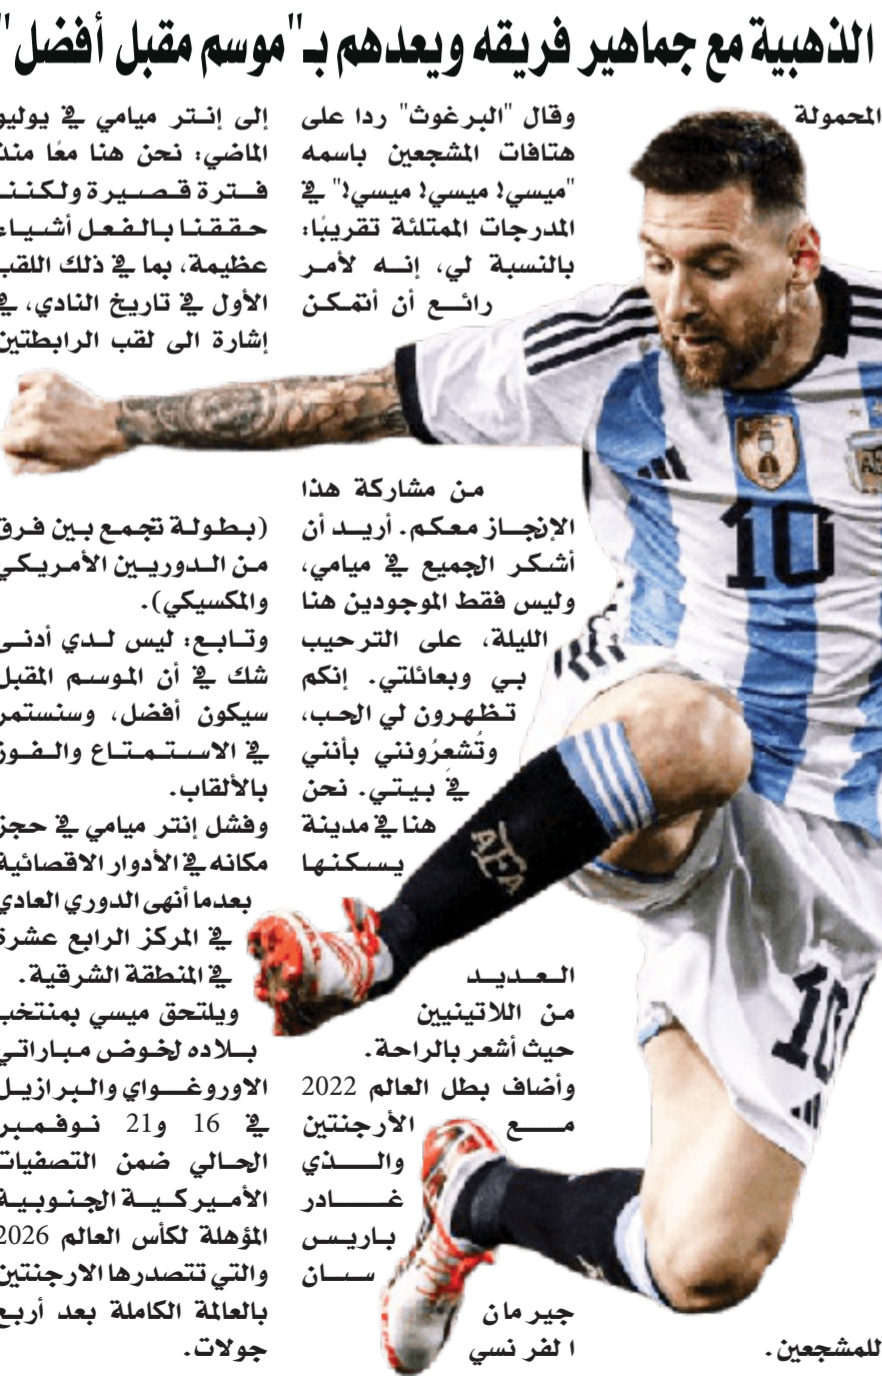 الذهبية مع جماهير فريقه ويعدهم بـ"موسم مقبل أفضل"
المحمولة
للمشجعين.
وقال "البرغوث" ردا على
هتافات المشجعين باسمه
"ميسي! ميسي! ميسي!" في
المدرجات الممتلئة تقريبًا:
بالنسبة لي، إنه لأمر
رائع أن أتمكن
من مشاركة هذا
الإنجاز معكم. أريد أن
أشكر الجميع في ميامي،
وليس فقط الموجودين هنا
الليلة، على الترحيب
بي وبعائلتي. إنكم
تظهرون لي الحب،
وتُشعرُونني بأنني
في بيتي. نحن
هنا في مدينة
يسكنها
العديد
من اللاتينيين
حيث أشعر بالراحة.
وأضاف بطل العالم 2022
مع الأرجنتين
والذي
غادر
باريس
سان
جيرمان
الفرنسي
إلى إنتر ميامي في يوليو
الماضي: نحن هنا معًا منذ
فترة قصيرة ولكننا
حققنا بالفعل أشياء
عظيمة، بما في ذلك اللقب
الأول في تاريخ النادي، في
إشارة الى لقب الرابطتين
(بطولة تجمع بين فرق
من الدوريين الأمريكي
والمكسيكي).
وتابع: ليس لدي أدنى
شك في أن الموسم المقبل
سيكون أفضل، وسنستمر
في الاستمتاع والفوز
بالألقاب.
وفشل إنتر ميامي في حجز
مكانه في الأدوار الاقصائية
بعدما أنهى الدوري العادي
في المركز الرابع عشرة
في المنطقة الشرقية.
ويلتحق ميسي بمنتخب
بلاده لخوض مباراتي
الاوروغواي والبرازيل
في 16 و21 نوفمبر
الحالي ضمن التصفيات
الأميركية الجنوبية
المؤهلة لكأس العالم 2026
والتي تتصدرها الارجنتين
بالعالمة الكاملة بعد أربع
جولات.
10
AFA
10